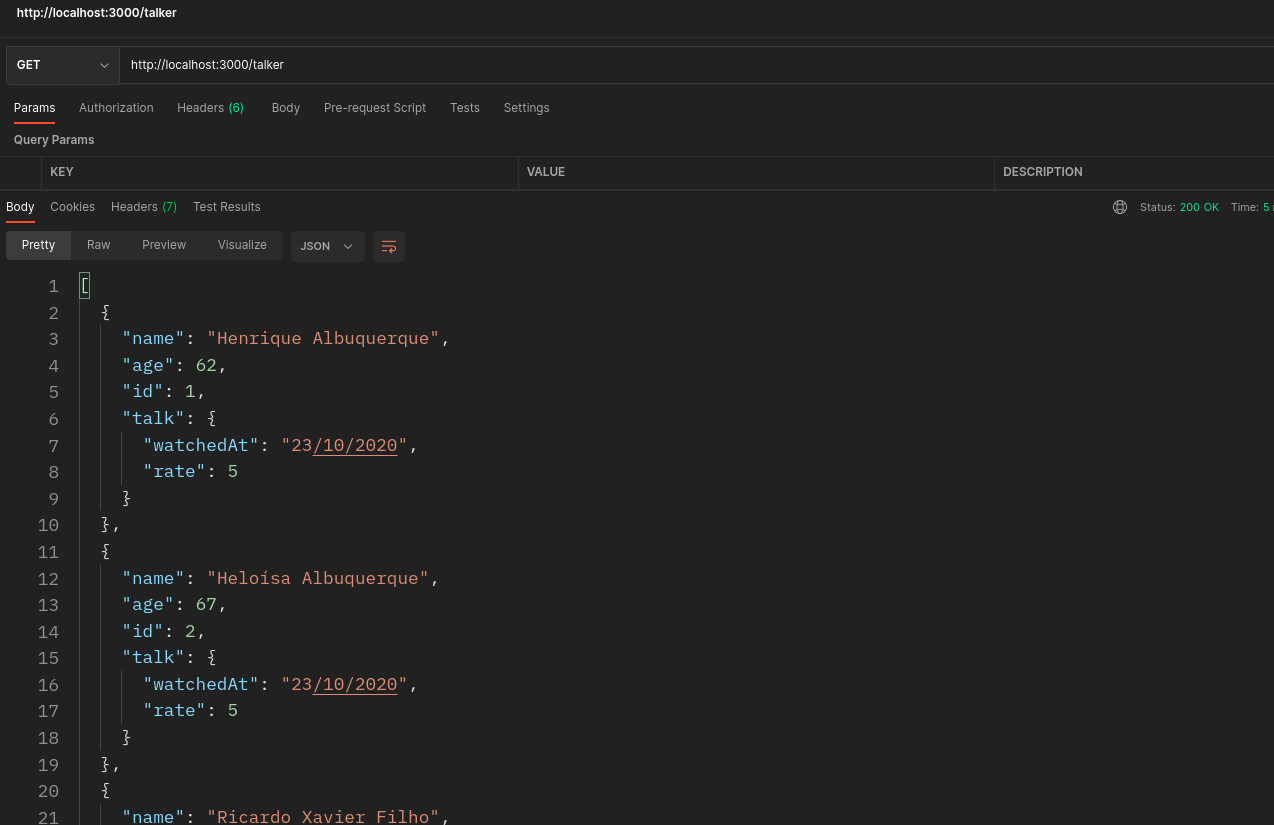 http://localhost:3000/talker
GET http://localhost:3000/talker
Params Authorization Headers (6) Body Pre-request Script Tests Settings
Query Params
KEY VALUE DESCRIPTION
Body Cookies Headers (7) Test Results Status: 200 OK Time: 5
Pretty Raw Preview Visualize JSON
1 [
2 {
3 "name": "Henrique Albuquerque",
4 "age": 62,
5 "id": 1,
6 "talk": {
7 "watchedAt": "23/10/2020",
8 "rate": 5
9 }
10 },
11 {
12 "name": "Heloísa Albuquerque",
13 "age": 67,
14 "id": 2,
15 "talk": {
16 "watchedAt": "23/10/2020",
17 "rate": 5
18 }
19 },
20 {
21 "name": "Ricardo Xavier Filho",